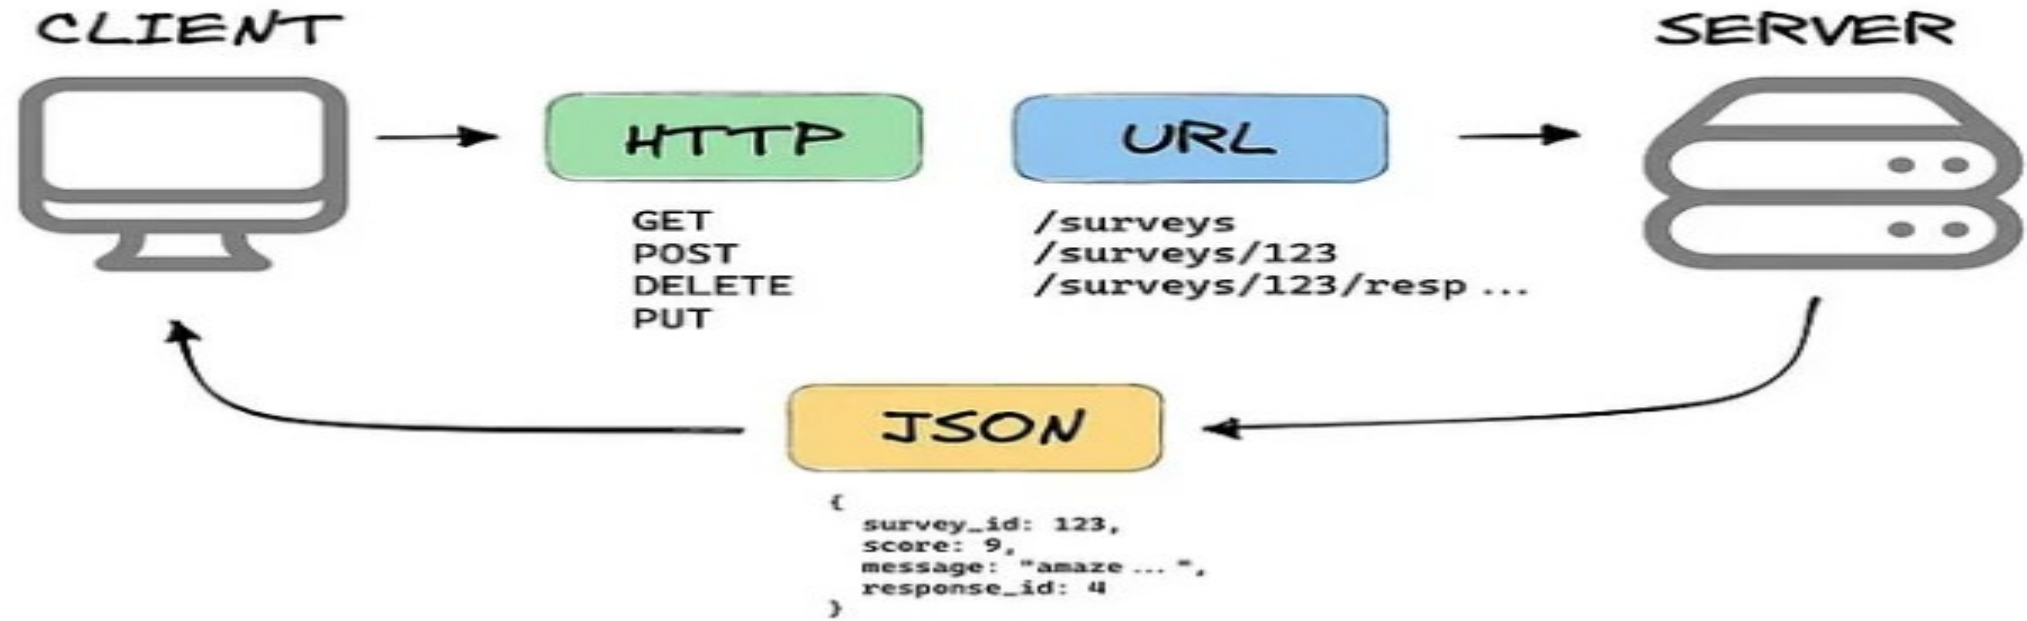 CLIENT
SERVER
HTTP
URL
GET
POST
DELETE
PUT
/surveys
/surveys/123
/surveys/123/resp ...
JSON
{
survey_id: 123,
score: 9,
message: "amaze ... ",
response_id: 4
}